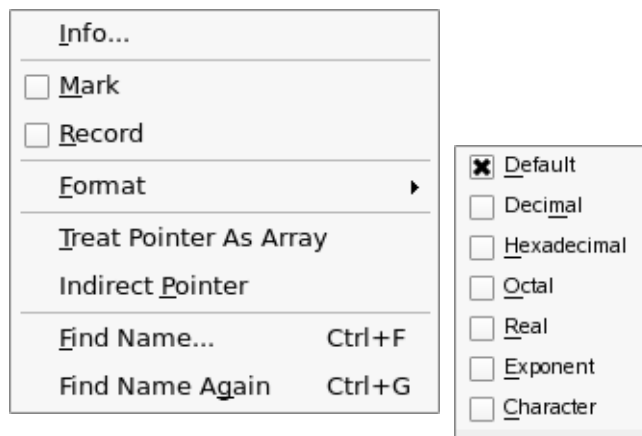 Info...
Mark
Record
Format
Treat Pointer As Array
Indirect Pointer
Find Name... Ctrl+F
Find Name Again Ctrl+G
Default
Decimal
Hexadecimal
Octal
Real
Exponent
Character